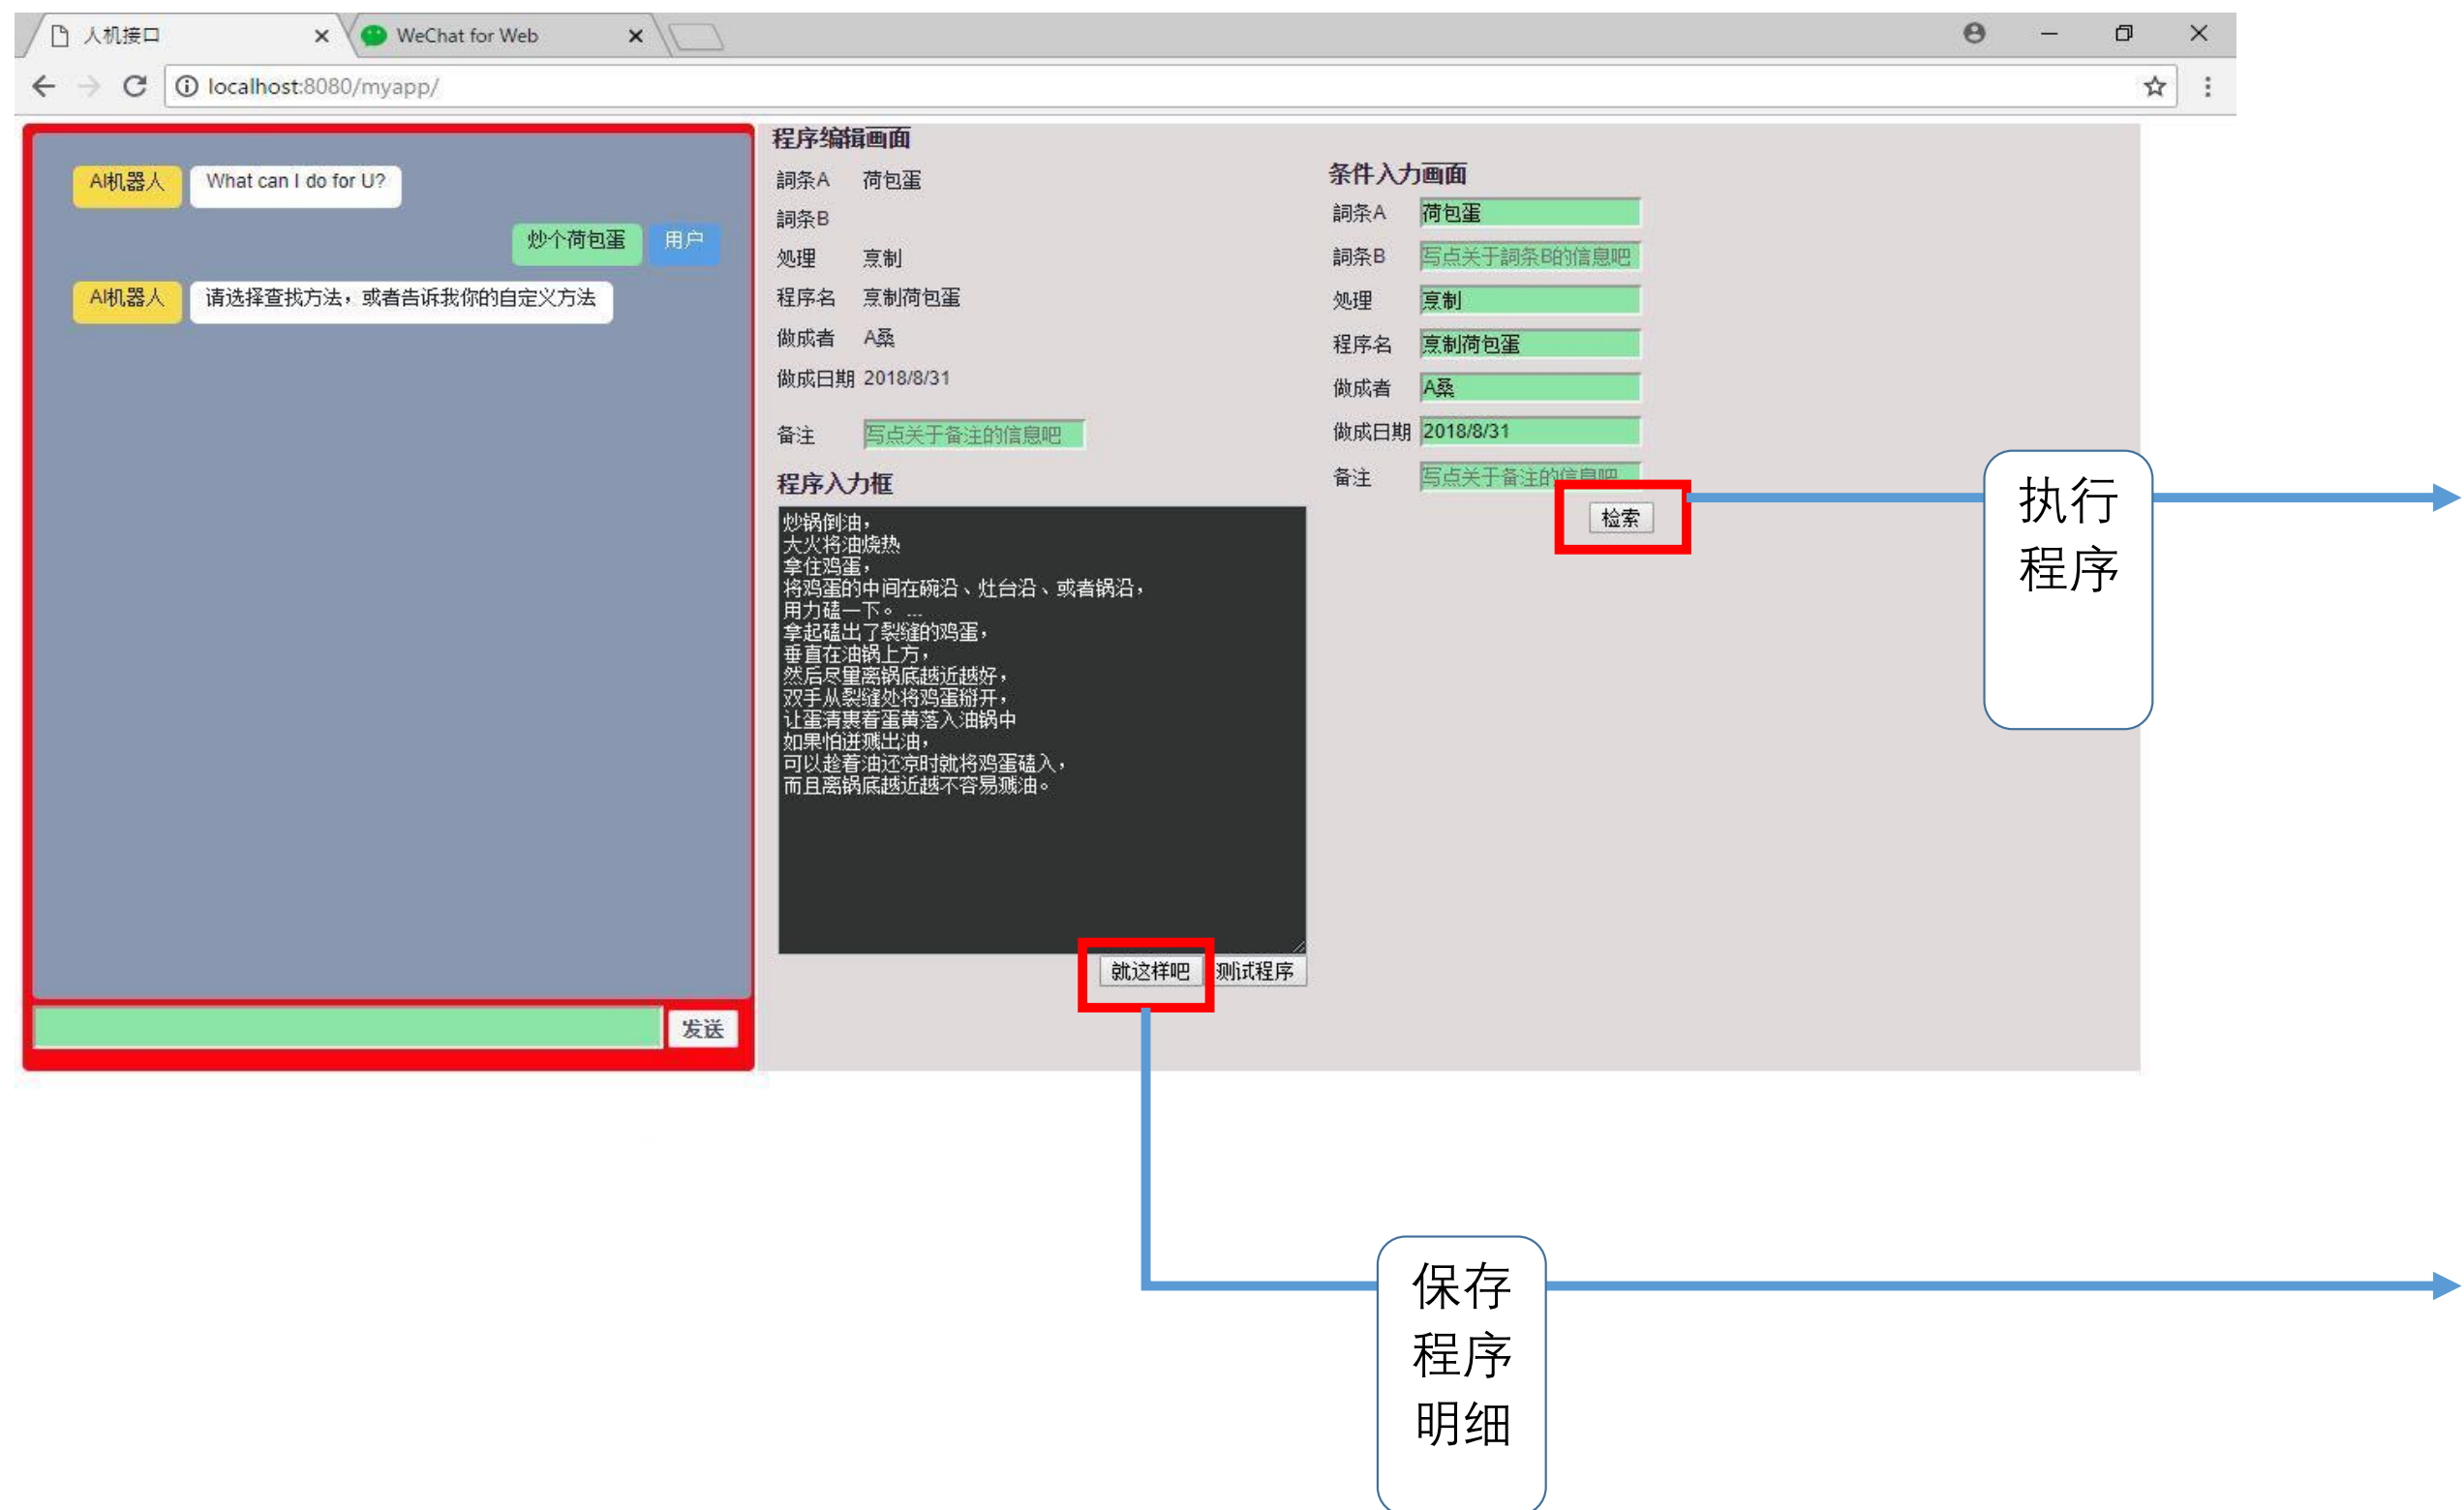 人机接口
WeChat for Web
localhost:8080/myapp/
AI机器人 What can I do for U?
炒个荷包蛋 用户
AI机器人 请选择查找方法，或者告诉我你的自定义方法
发送
程序编辑画面
詞条A 荷包蛋
詞条B
处理 烹制
程序名 烹制荷包蛋
做成者 A桑
做成日期 2018/8/31
备注 写点关于备注的信息吧
程序入力框
炒锅倒油，
大火将油烧热
拿住鸡蛋，
将鸡蛋的中间在碗沿、灶台沿、或者锅沿，
用力磕一下。 ...
拿起磕出了裂缝的鸡蛋，
垂直在油锅上方，
然后尽量离锅底越近越好，
双手从裂缝处将鸡蛋掰开，
让蛋清裹着蛋黄落入油锅中
如果怕迸溅出油，
可以趁着油还凉时就将鸡蛋磕入，
而且离锅底越近越不容易溅油。
就这样吧 测试程序
条件入力画面
詞条A 荷包蛋
詞条B 写点关于詞条B的信息吧
处理 烹制
程序名 烹制荷包蛋
做成者 A桑
做成日期 2018/8/31
备注 写点关于备注的信息吧
检索
执行
程序
保存
程序
明细